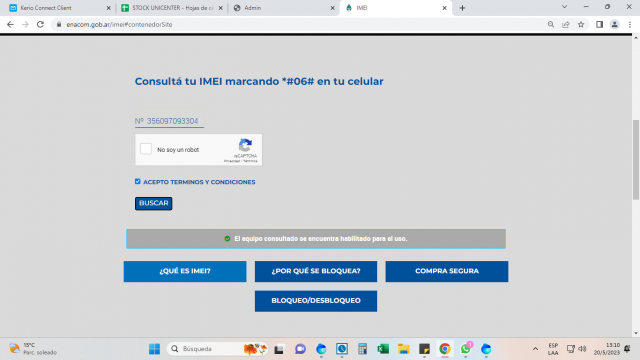 Kerio Connect Client
STOCK UNICENTER - Hojas de cá
Admin
IMEI
enacom.gob.ar/imei#contenedorSite
Consultá tu IMEI marcando *#06# en tu celular
Nº 356097093304
No soy un robot
reCAPTCHA
Privacidad - Términos
ACEPTO TERMINOS Y CONDICIONES
BUSCAR
El equipo consultado se encuentra habilitado para el uso.
¿QUÉ ES IMEI?
¿POR QUÉ SE BLOQUEA?
COMPRA SEGURA
BLOQUEO/DESBLOQUEO
15°C
Parc. soleado
Búsqueda
ESP
LAA
13:10
20/5/2023